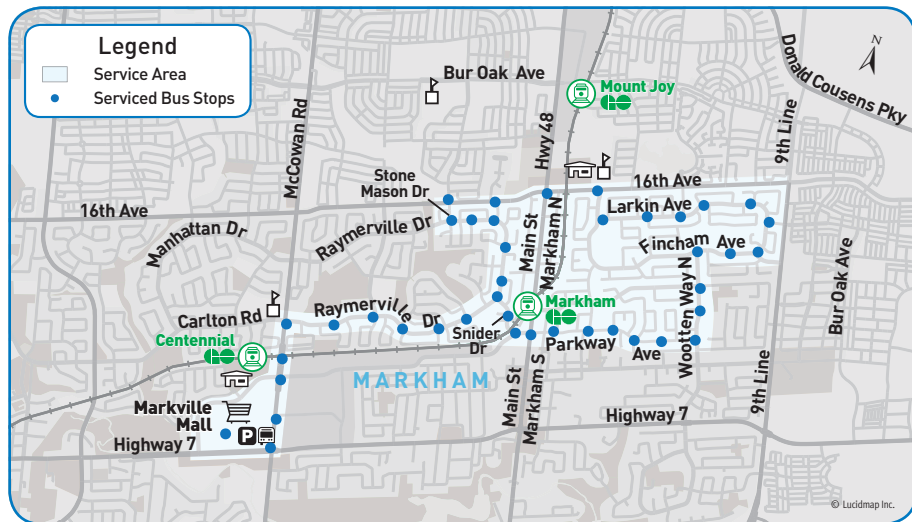 Legend
Service Area
Serviced Bus Stops
Bur Oak Ave
Mount Joy
GO
N
Donald Cousens Pky
McCowan Rd
Hwy 48
9th Line
Stone
Mason Dr
16th Ave
16th Ave
Larkin Ave
Manhattan Dr
Raymerville Dr
Main St
Markham N
Fincham Ave
Bur Oak Ave
Wootten Way N
Carlton Rd
Raymerville Dr
Markham
GO
Centennial
GO
Snider
Dr
Parkway Ave
MARKHAM
Main St
Markham S
9th Line
Markville
Mall
P
Highway 7
Highway 7
© Lucidmap Inc.